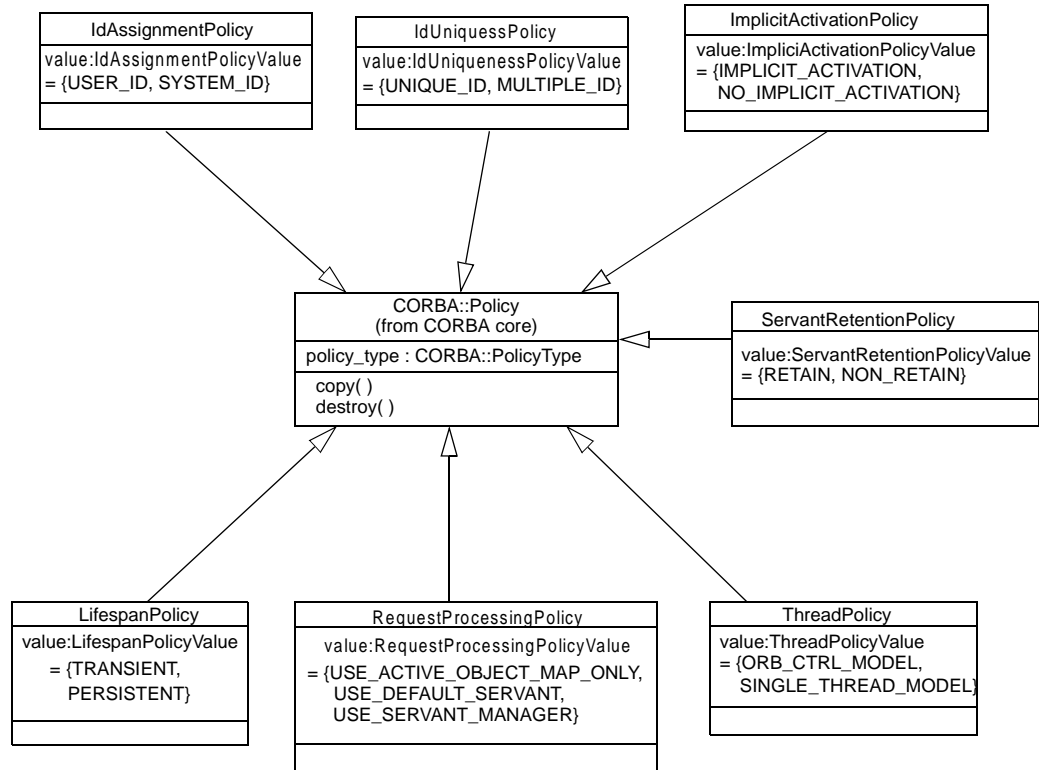 IdAssignmentPolicy
value:IdAssignmentPolicyValue
= {USER_ID, SYSTEM_ID}
IdUniquessPolicy
value:IdUniquenessPolicyValue
= {UNIQUE_ID, MULTIPLE_ID}
ImplicitActivationPolicy
value:ImpliciActivationPolicyValue
= {IMPLICIT_ACTIVATION,
NO_IMPLICIT_ACTIVATION}
CORBA::Policy
(from CORBA core)
policy_type : CORBA::PolicyType
copy( )
destroy( )
ServantRetentionPolicy
value:ServantRetentionPolicyValue
= {RETAIN, NON_RETAIN}
LifespanPolicy
value:LifespanPolicyValue
= {TRANSIENT,
PERSISTENT}
RequestProcessingPolicy
value:RequestProcessingPolicyValue
= {USE_ACTIVE_OBJECT_MAP_ONLY,
USE_DEFAULT_SERVANT,
USE_SERVANT_MANAGER}
ThreadPolicy
value:ThreadPolicyValue
= {ORB_CTRL_MODEL,
SINGLE_THREAD_MODEL}